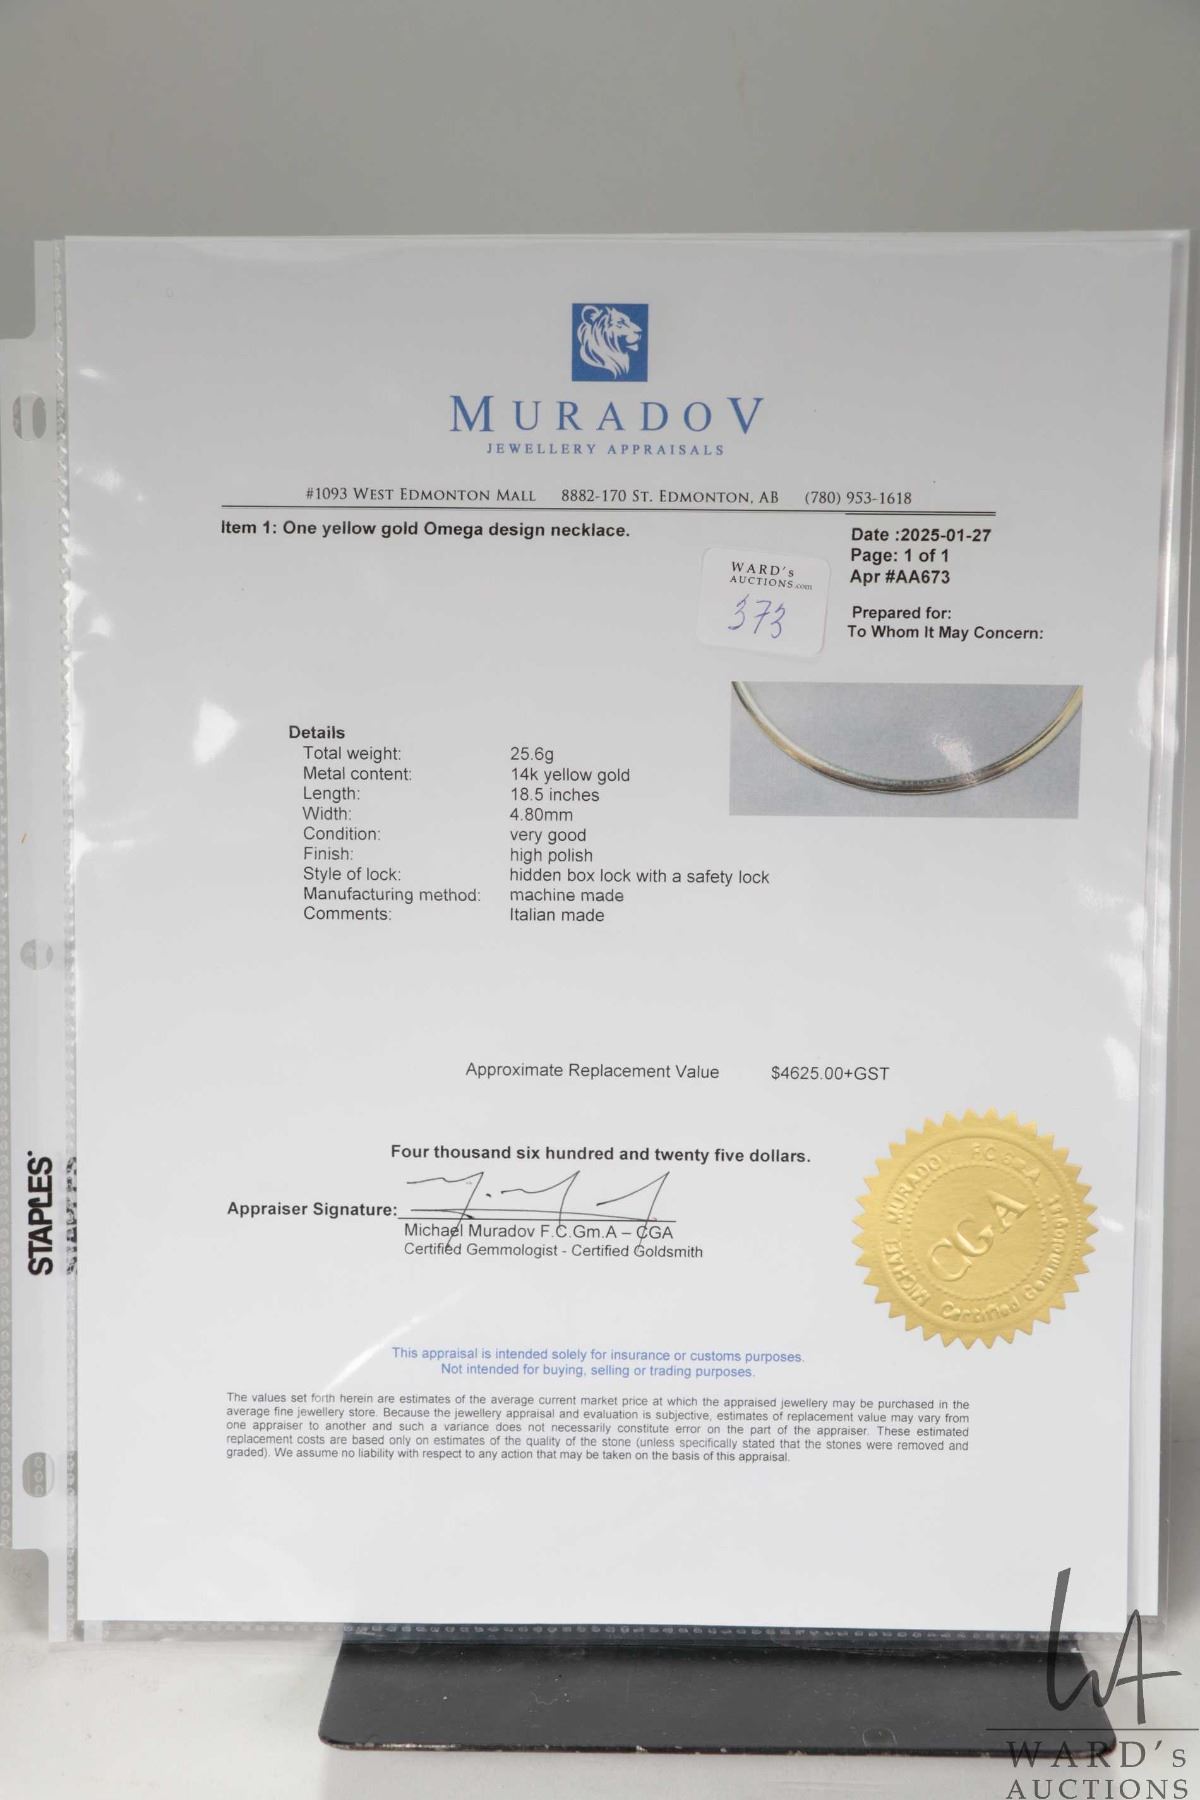 MURADOV
JEWELLERY APPRAISALS
#1093 WEST EDMONTON MALL 8882-170 ST. EDMONTON, AB (780) 953-1618
Item 1: One yellow gold Omega design necklace.
Date :2025-01-27
Page: 1 of 1
Apr #AA673
WARD's
AUCTIONS.com
373
Prepared for:
To Whom It May Concern:
Details
Total weight: 25.6g
Metal content: 14k yellow gold
Length: 18.5 inches
Width: 4.80mm
Condition: very good
Finish: high polish
Style of lock: hidden box lock with a safety lock
Manufacturing method: machine made
Comments: Italian made
Approximate Replacement Value $4625.00+GST
Four thousand six hundred and twenty five dollars.
Appraiser Signature:
Michael Muradov F.C.Gm.A – CGA
Certified Gemmologist - Certified Goldsmith
MICHAEL MURADOV F.C.G.M.A.
CGA
Certified Gemmologist
STAPLES
This appraisal is intended solely for insurance or customs purposes.
Not intended for buying, selling or trading purposes.
The values set forth herein are estimates of the average current market price at which the appraised jewellery may be purchased in the
average fine jewellery store. Because the jewellery appraisal and evaluation is subjective, estimates of replacement value may vary from
one appraiser to another and such a variance does not necessarily constitute error on the part of the appraiser. These estimated
replacement costs are based only on estimates of the quality of the stone (unless specifically stated that the stones were removed and
graded). We assume no liability with respect to any action that may be taken on the basis of this appraisal.
WA
WARD's
AUCTIONS